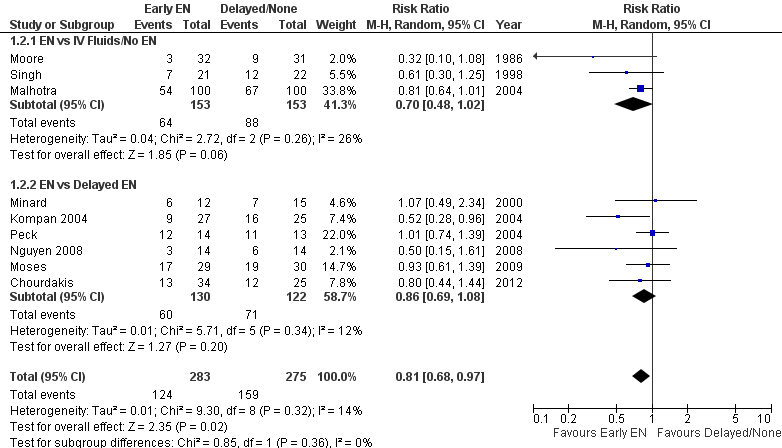 Early EN Delayed/None Risk Ratio Risk Ratio
Study or Subgroup Events Total Events Total Weight M-H, Random, 95% CI Year M-H, Random, 95% CI
1.2.1 EN vs IV Fluids/No EN
Moore 3 32 9 31 2.0% 0.32 [0.10, 1.08] 1986
Singh 7 21 12 22 5.5% 0.61 [0.30, 1.25] 1998
Malhotra 54 100 67 100 33.8% 0.81 [0.64, 1.01] 2004
Subtotal (95% CI) 153 153 41.3% 0.70 [0.48, 1.02]
Total events 64 88
Heterogeneity: Tau² = 0.04; Chi² = 2.72, df = 2 (P = 0.26); I² = 26%
Test for overall effect: Z = 1.85 (P = 0.06)
1.2.2 EN vs Delayed EN
Minard 6 12 7 15 4.6% 1.07 [0.49, 2.34] 2000
Kompan 2004 9 27 16 25 7.4% 0.52 [0.28, 0.96] 2004
Peck 12 14 11 13 22.0% 1.01 [0.74, 1.39] 2004
Nguyen 2008 3 14 6 14 2.1% 0.50 [0.15, 1.61] 2008
Moses 17 29 19 30 14.7% 0.93 [0.61, 1.39] 2009
Chourdakis 13 34 12 25 7.8% 0.80 [0.44, 1.44] 2012
Subtotal (95% CI) 130 122 58.7% 0.86 [0.69, 1.08]
Total events 60 71
Heterogeneity: Tau² = 0.01; Chi² = 5.71, df = 5 (P = 0.34); I² = 12%
Test for overall effect: Z = 1.27 (P = 0.20)
Total (95% CI) 283 275 100.0% 0.81 [0.68, 0.97]
Total events 124 159
Heterogeneity: Tau² = 0.01; Chi² = 9.30, df = 8 (P = 0.32); I² = 14%
Test for overall effect: Z = 2.35 (P = 0.02)
Test for subgroup differences: Chi² = 0.85, df = 1 (P = 0.36), I² = 0%
0.1 0.2 0.5 1 2 5 10
Favours Early EN Favours Delayed/None